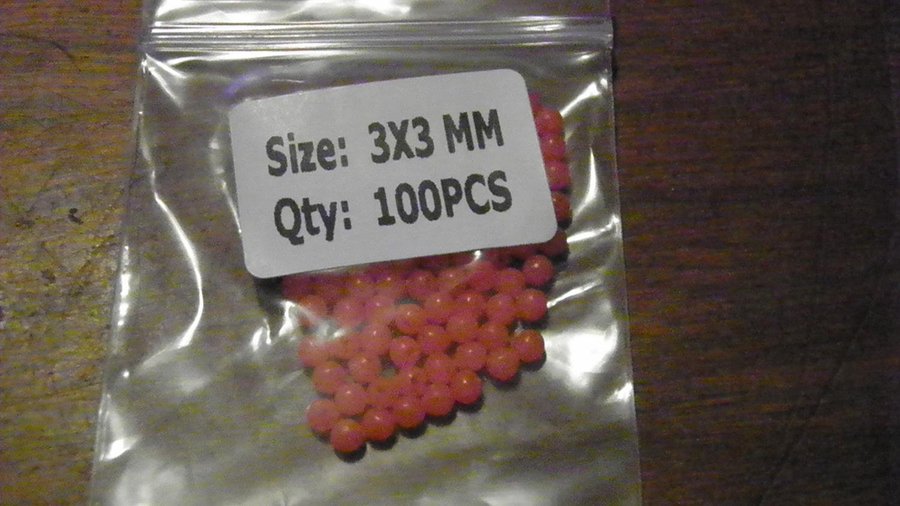 Size: 3X3 MM
Qty: 100PCS